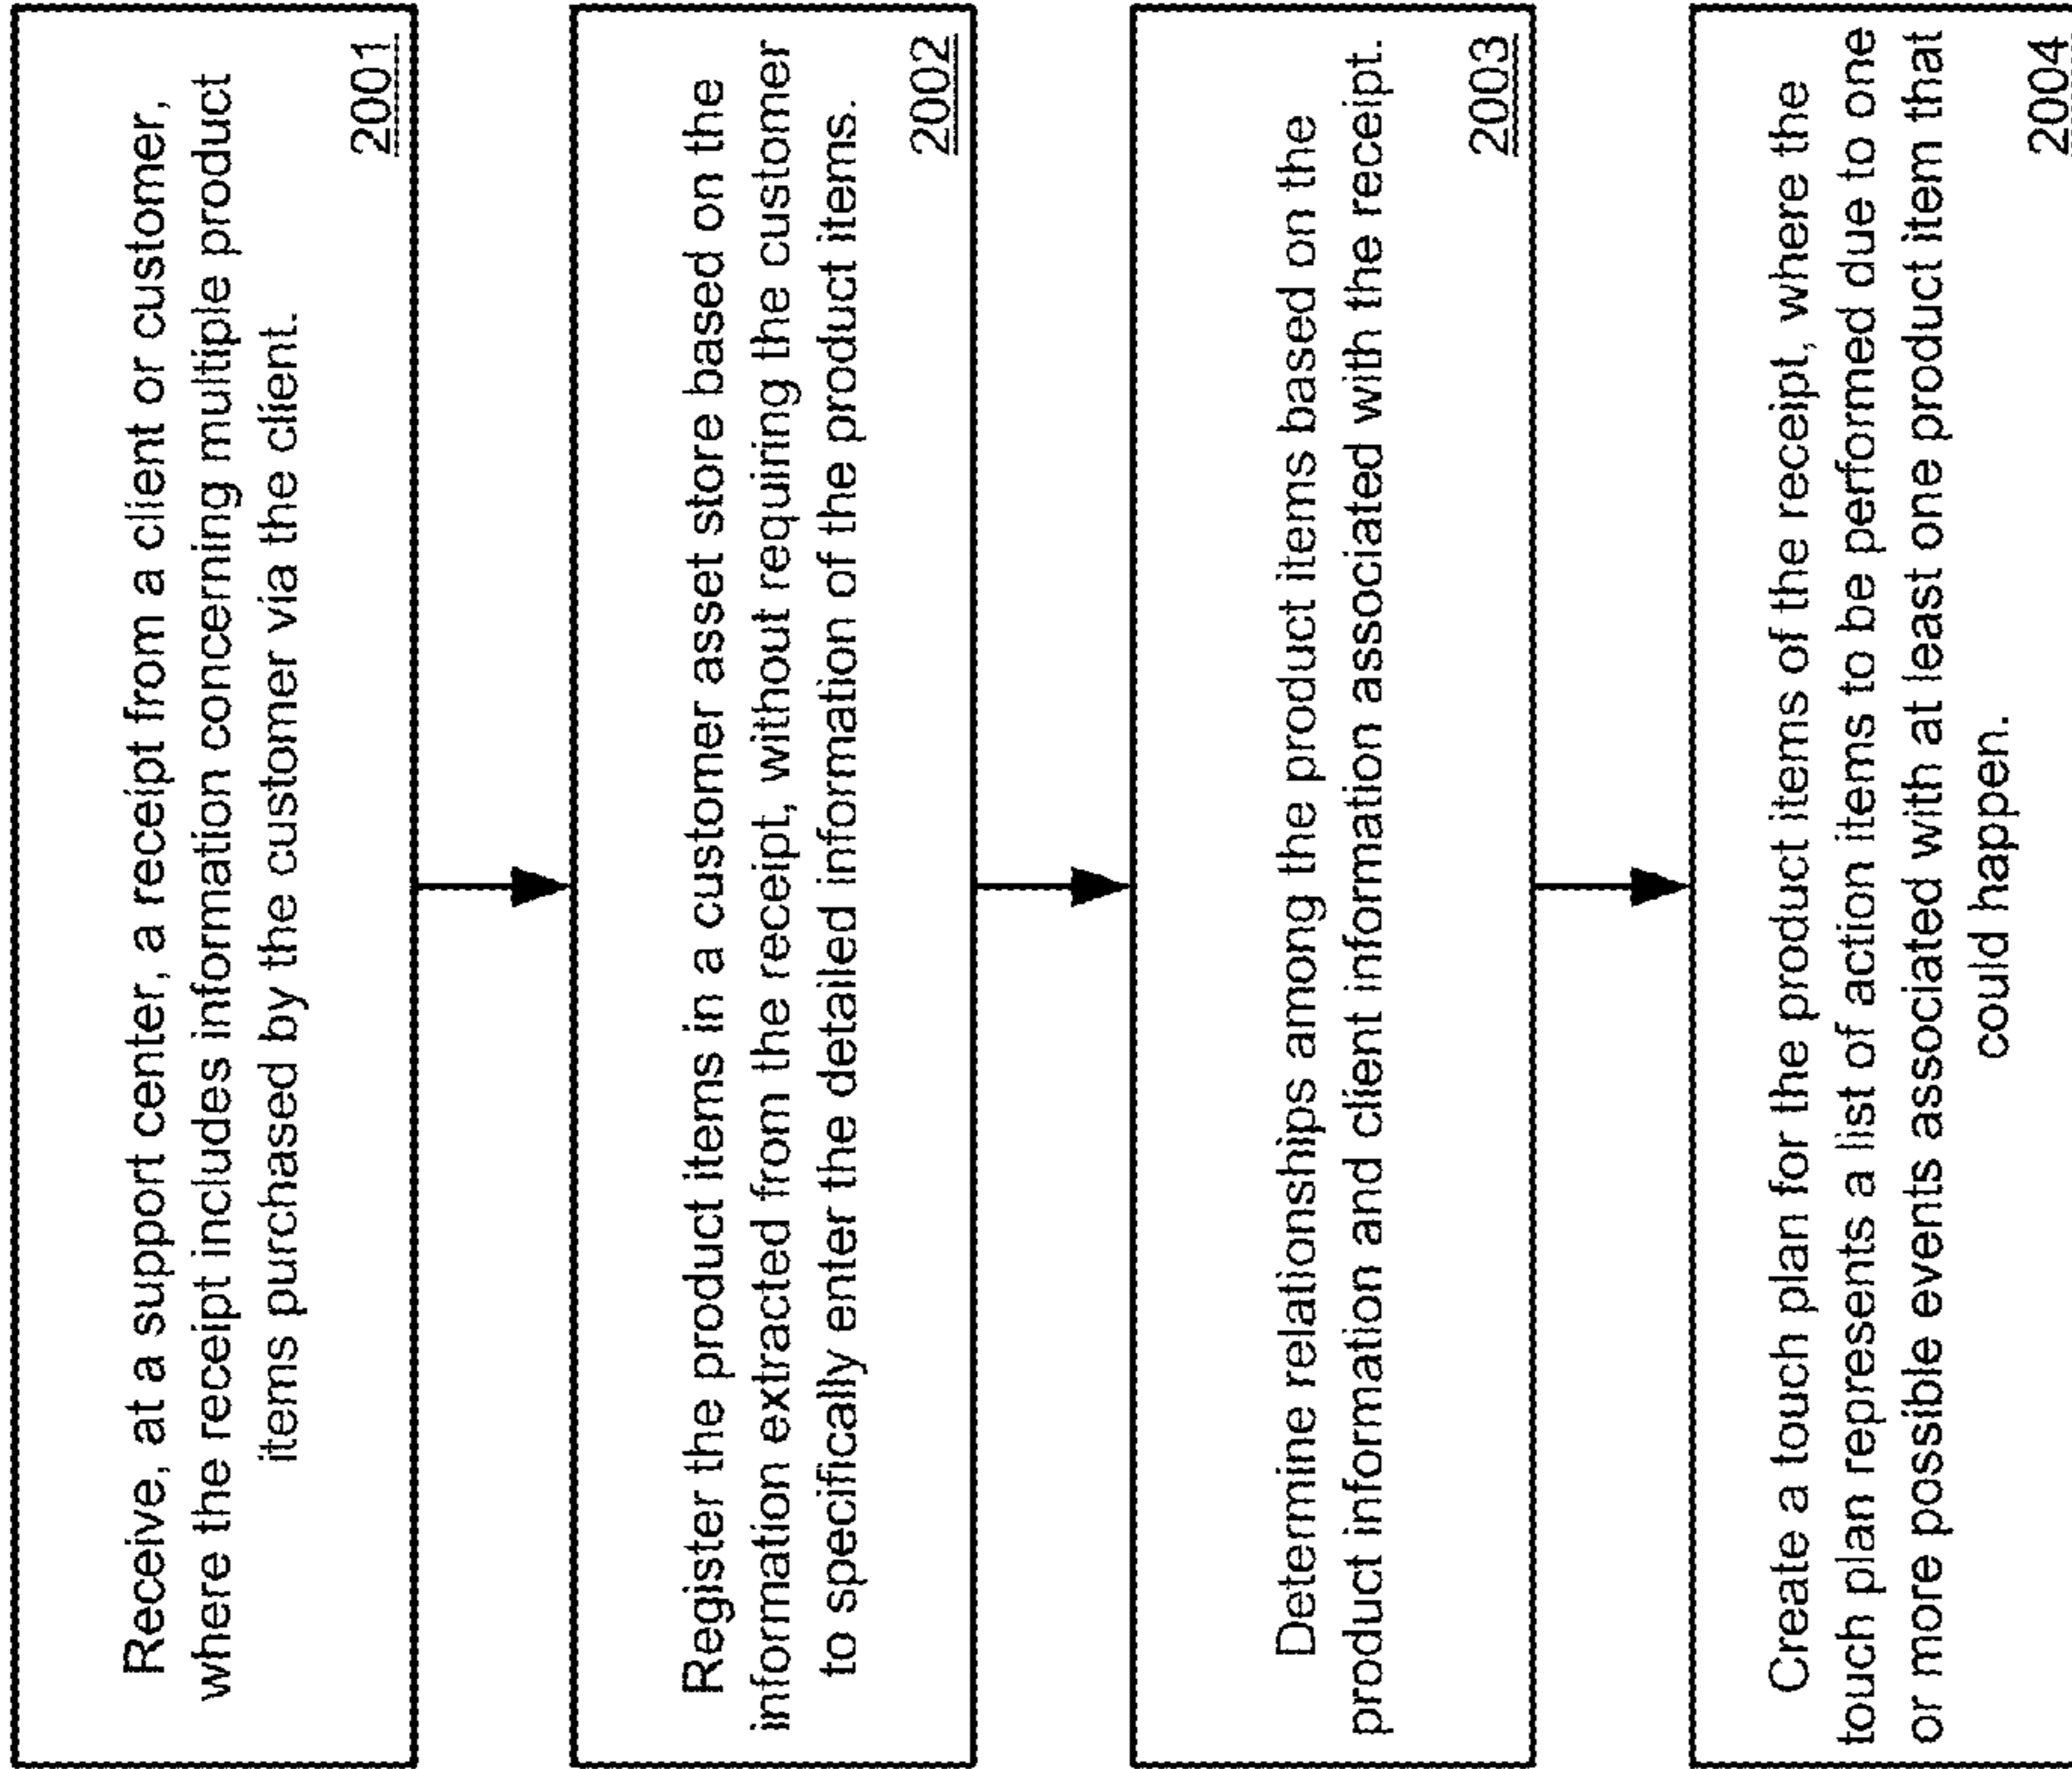 Receive, at a support center, a receipt from a client or customer,
where the receipt includes information concerning multiple product
items purchased by the customer via the client.
2001
Register the product items in a customer asset store based on the
information extracted from the receipt, without requiring the customer
to specifically enter the detailed information of the product items.
2002
Determine relationships among the product items based on the
product information and client information associated with the receipt.
2003
Create a touch plan for the product items of the receipt, where the
touch plan represents a list of action items to be performed due to one
or more possible events associated with at least one product item that
could happen.
2004